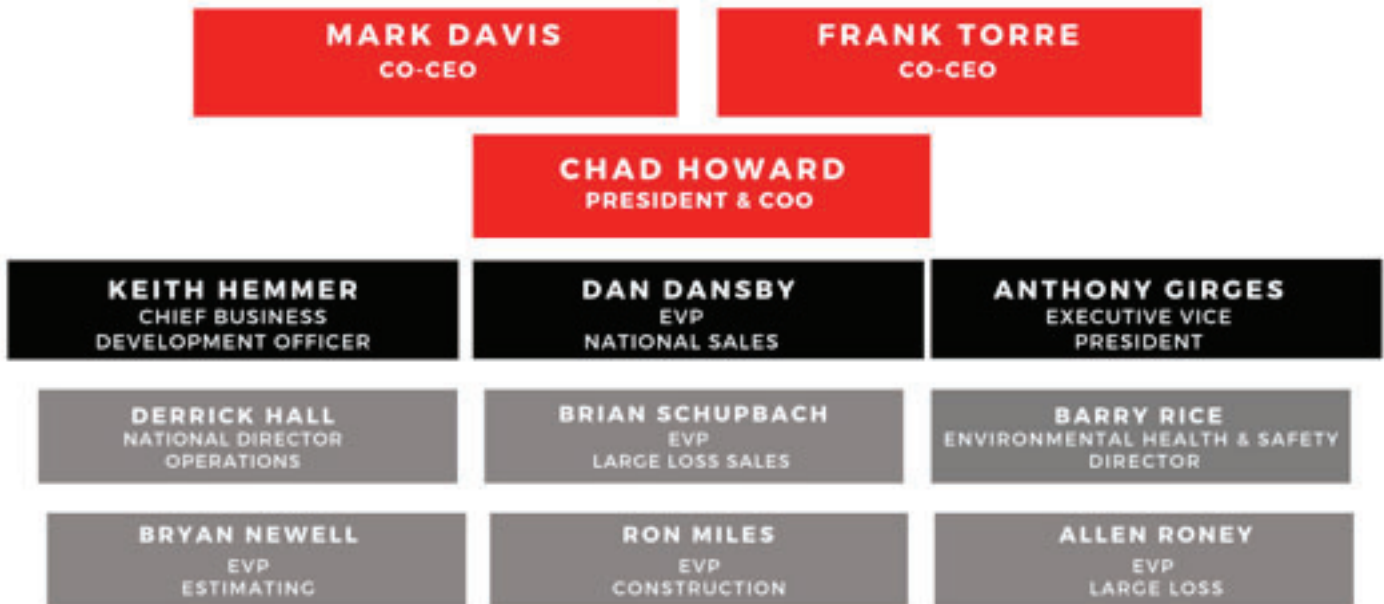 MARK DAVIS
CO-CEO
FRANK TORRE
CO-CEO
CHAD HOWARD
PRESIDENT & COO
KEITH HEMMER
CHIEF BUSINESS
DEVELOPMENT OFFICER
DAN DANSBY
EVP
NATIONAL SALES
ANTHONY GIRGES
EXECUTIVE VICE
PRESIDENT
DERRICK HALL
NATIONAL DIRECTOR
OPERATIONS
BRIAN SCHUPBACH
EVP
LARGE LOSS SALES
BARRY RICE
ENVIRONMENTAL HEALTH & SAFETY
DIRECTOR
BRYAN NEWELL
EVP
ESTIMATING
RON MILES
EVP
CONSTRUCTION
ALLEN RONEY
EVP
LARGE LOSS